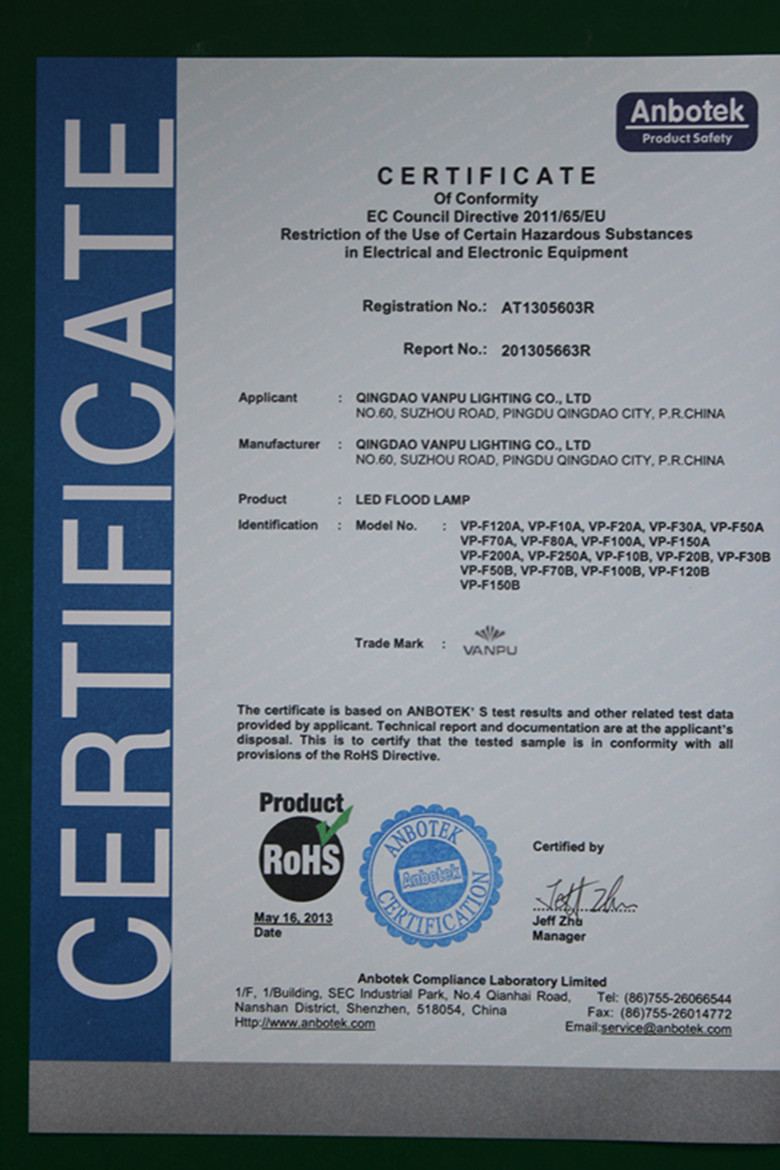 CERTIFICATE
Anbotek
Product Safety
CERTIFICATE
Of Conformity
EC Council Directive 2011/65/EU
Restriction of the Use of Certain Hazardous Substances
in Electrical and Electronic Equipment
Registration No.: AT1305603R
Report No.: 201305663R
Applicant : QINGDAO VANPU LIGHTING CO., LTD
NO.60, SUZHOU ROAD, PINGDU QINGDAO CITY, P.R.CHINA
Manufacturer : QINGDAO VANPU LIGHTING CO., LTD
NO.60, SUZHOU ROAD, PINGDU QINGDAO CITY, P.R.CHINA
Product : LED FLOOD LAMP
Identification : Model No. : VP-F120A, VP-F10A, VP-F20A, VP-F30A, VP-F50A
VP-F70A, VP-F80A, VP-F100A, VP-F150A
VP-F200A, VP-F250A, VP-F10B, VP-F20B, VP-F30B
VP-F50B, VP-F70B, VP-F100B, VP-F120B
VP-F150B
Trade Mark : VANPU
The certificate is based on ANBOTEK' S test results and other related test data
provided by applicant. Technical report and documentation are at the applicant's
disposal. This is to certify that the tested sample is in conformity with all
provisions of the RoHS Directive.
Product
RoHS
May 16, 2013
Date
ANBOTEK
Anbotek
CERTIFICATION
Certified by
Jeff Zhu
Jeff Zhu
Manager
Anbotek Compliance Laboratory Limited
1/F, 1/Building, SEC Industrial Park, No.4 Qianhai Road, Tel: (86)755-26066544
Nanshan District, Shenzhen, 518054, China Fax: (86)755-26014772
Http://www.anbotek.com Email:service@anbotek.com